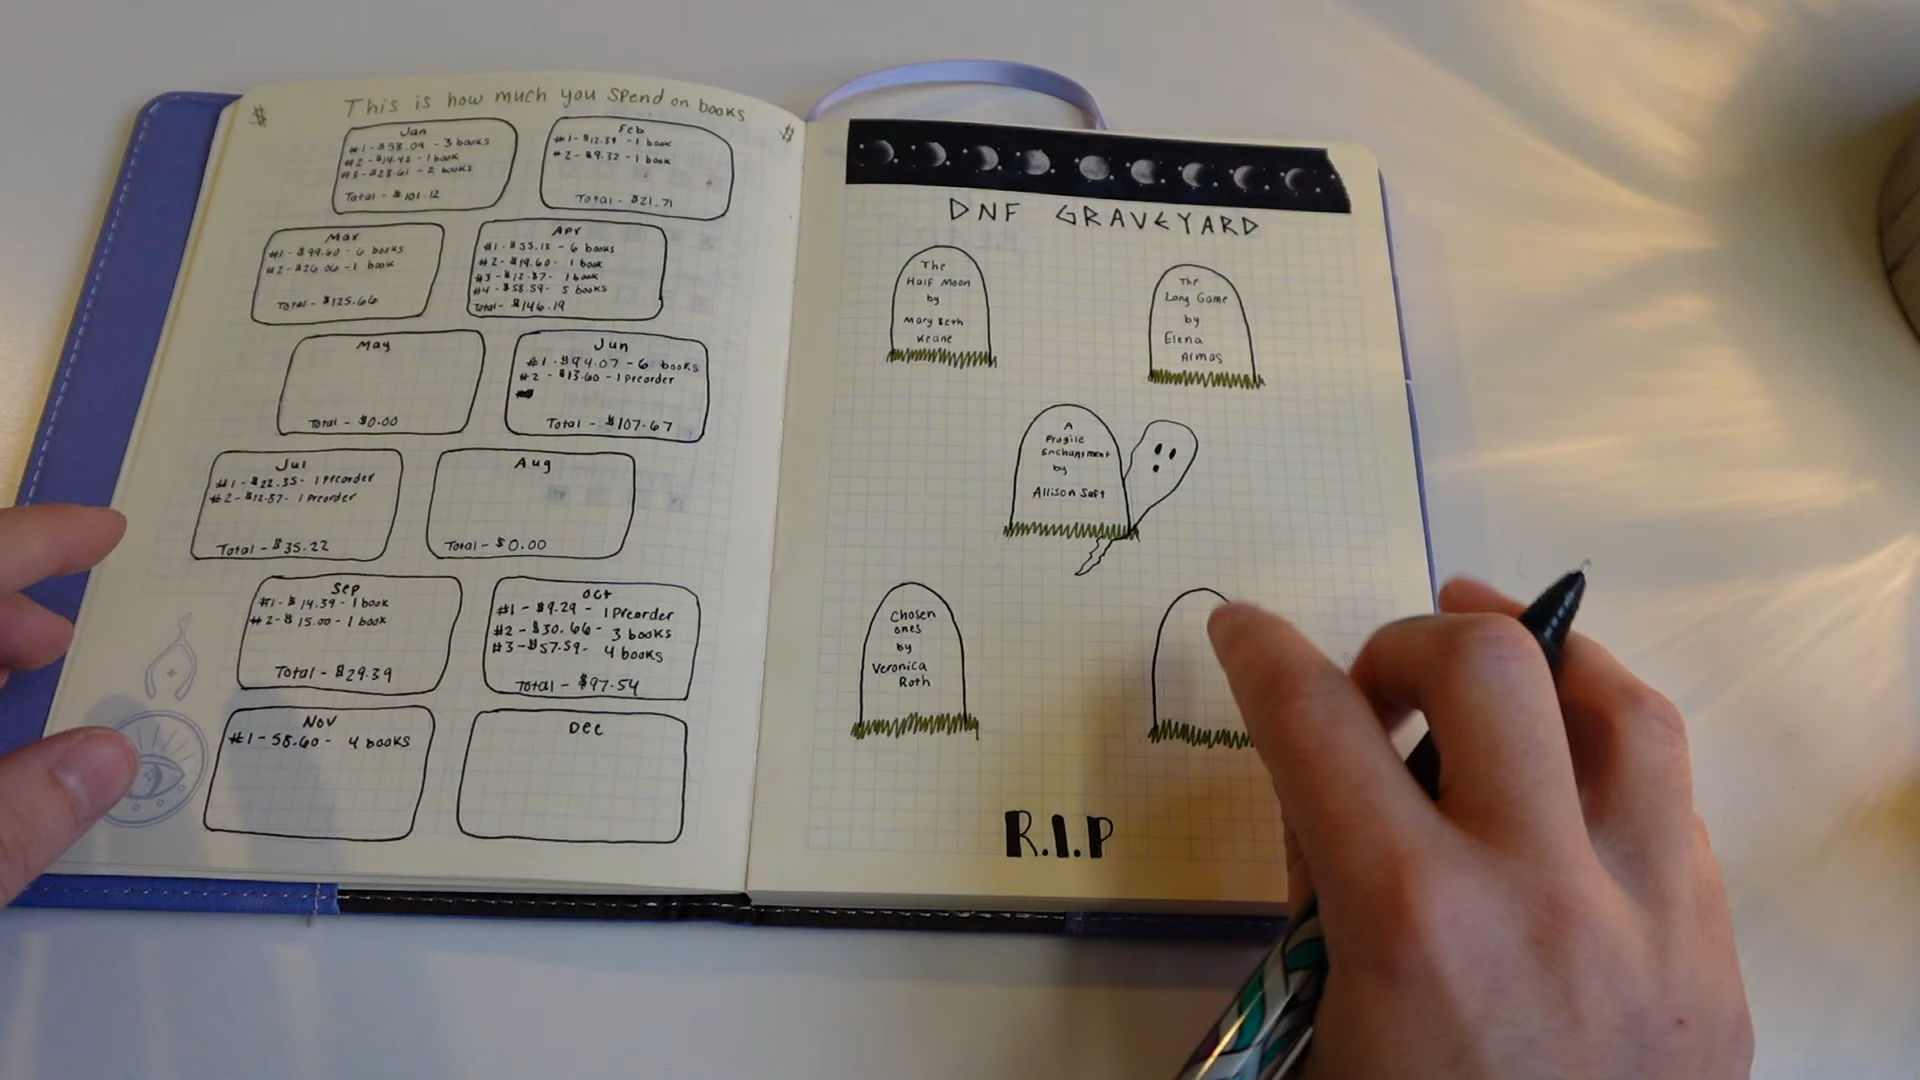 $ This is how much you spend on books $
Jan
#1 - $58.09 - 3 books
#2 - $14.42 - 1 book
#3 - $28.61 - 2 books
Total - $101.12
Feb
#1 - $12.39 - 1 book
#2 - $9.32 - 1 book
Total - $21.71
Mar
#1 - $99.60 - 6 books
#2 - $26.06 - 1 book
Total - $125.66
Apr
#1 - $55.13 - 6 books
#2 - $19.60 - 1 book
#3 - $12.87 - 1 book
#4 - $58.59 - 5 books
Total - $146.19
May
Total - $0.00
Jun
#1 - $94.07 - 6 books
#2 - $13.60 - 1 Preorder
Total - $107.67
Jul
#1 - $22.35 - 1 Preorder
#2 - $12.87 - 1 Preorder
Total - $35.22
Aug
Total - $0.00
Sep
#1 - $14.39 - 1 book
#2 - $15.00 - 1 book
Total - $29.39
Oct
#1 - $9.29 - 1 Preorder
#2 - $30.66 - 3 books
#3 - $57.59 - 4 books
Total - $97.54
Nov
#1 - 58.60 - 4 books
Dec
DNF GRAVEYARD
The
Half Moon
by
Mary Beth
Keane
The
Long Game
by
Elena
Armas
A
Fragile
Enchantment
by
Allison Saft
Chosen
ones
by
Veronica
Roth
R.I.P